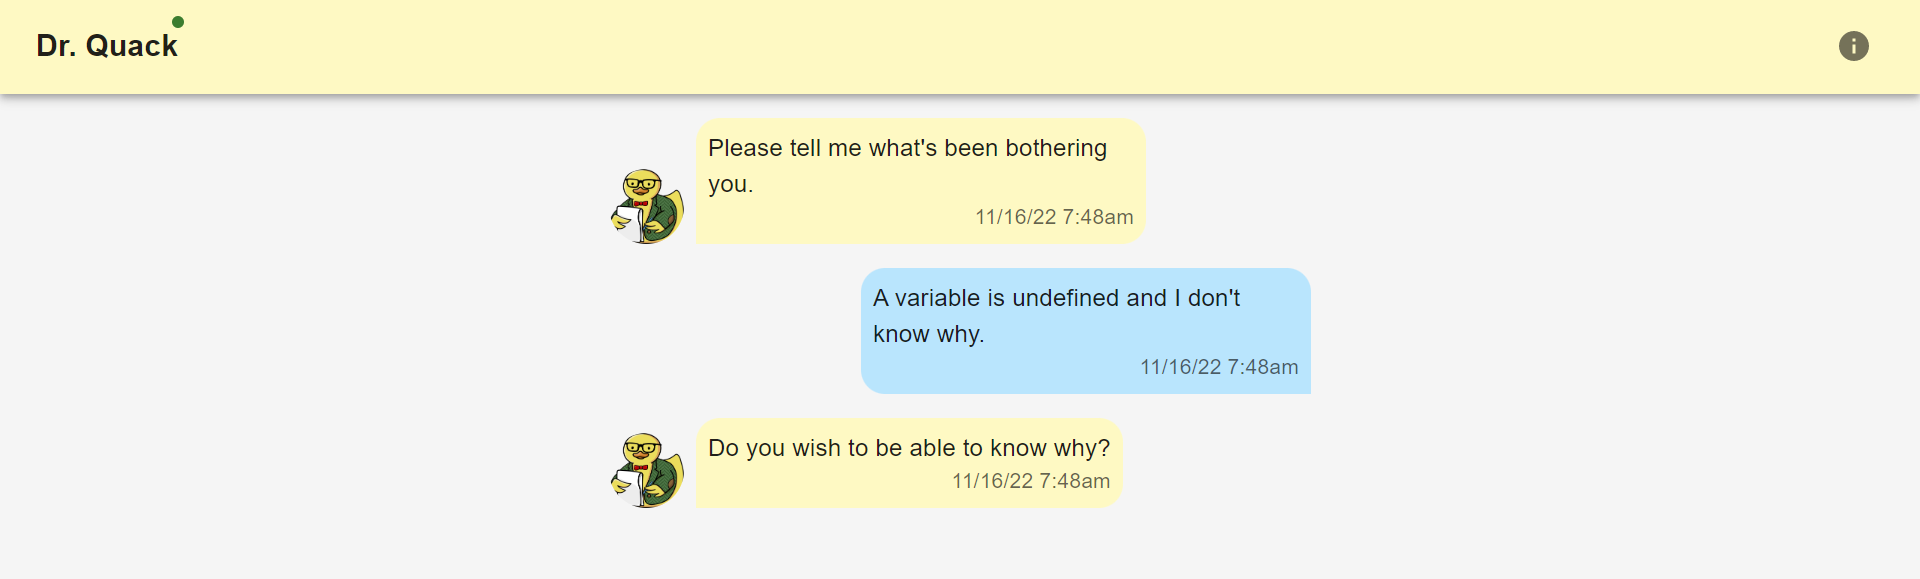 Dr. Quack
Please tell me what's been bothering
you.
11/16/22 7:48am
A variable is undefined and I don't
know why.
11/16/22 7:48am
Do you wish to be able to know why?
11/16/22 7:48am